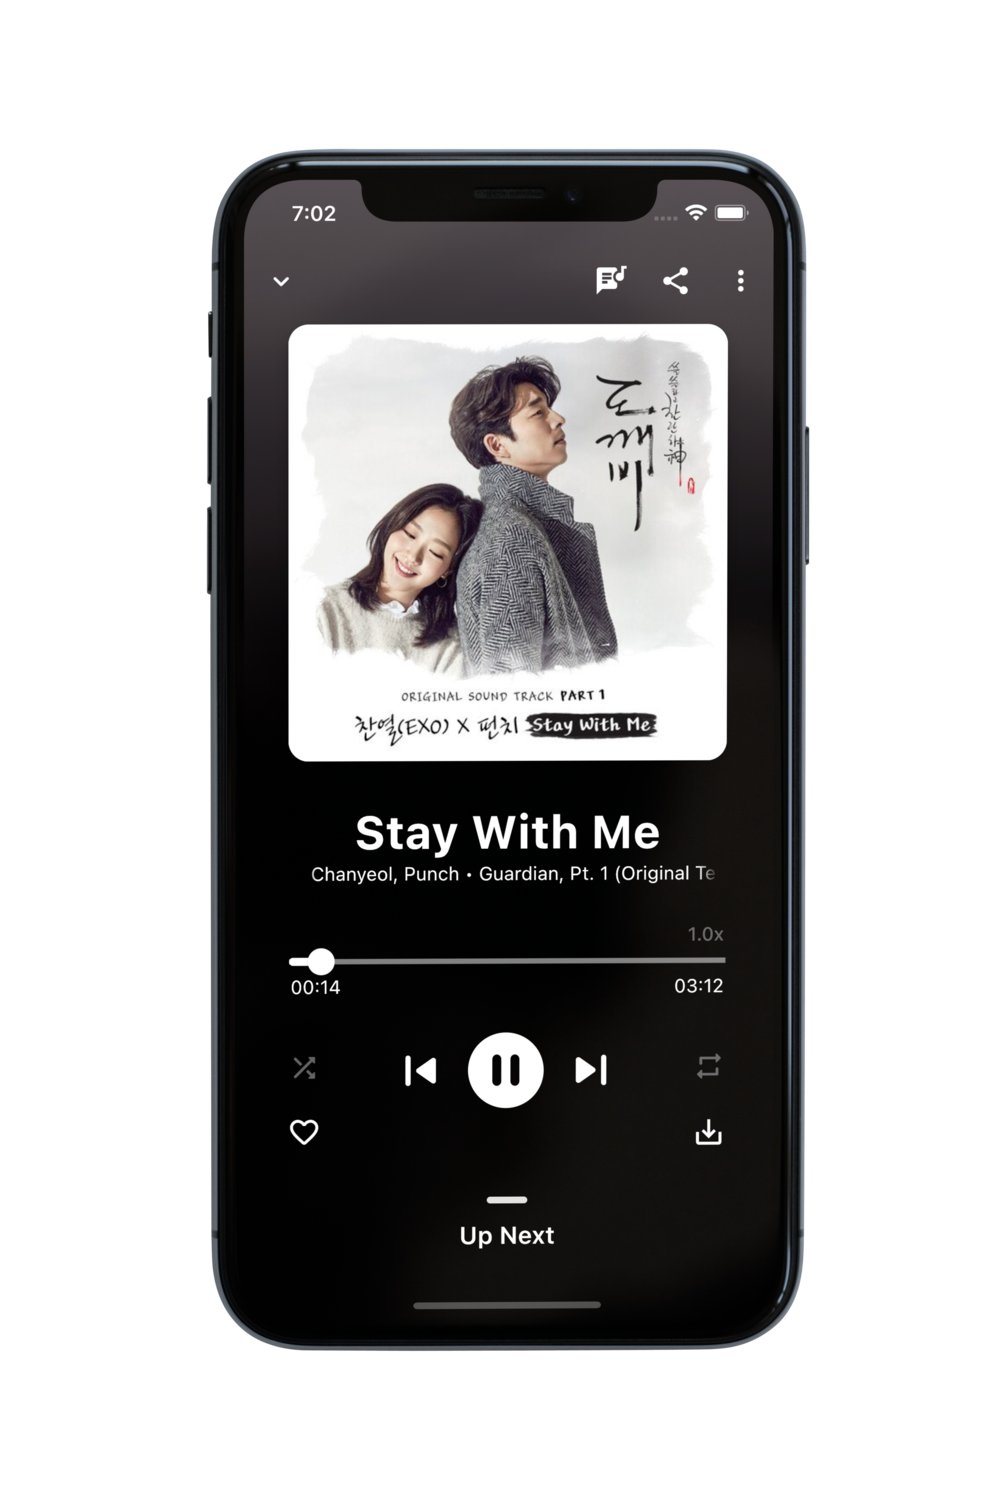 7:02
도깨비
쓸쓸하고 찬란하神
ORIGINAL SOUND TRACK PART 1
찬열(EXO) X 펀치 Stay With Me
Stay With Me
Chanyeol, Punch • Guardian, Pt. 1 (Original Te
1.0x
00:14
03:12
Up Next